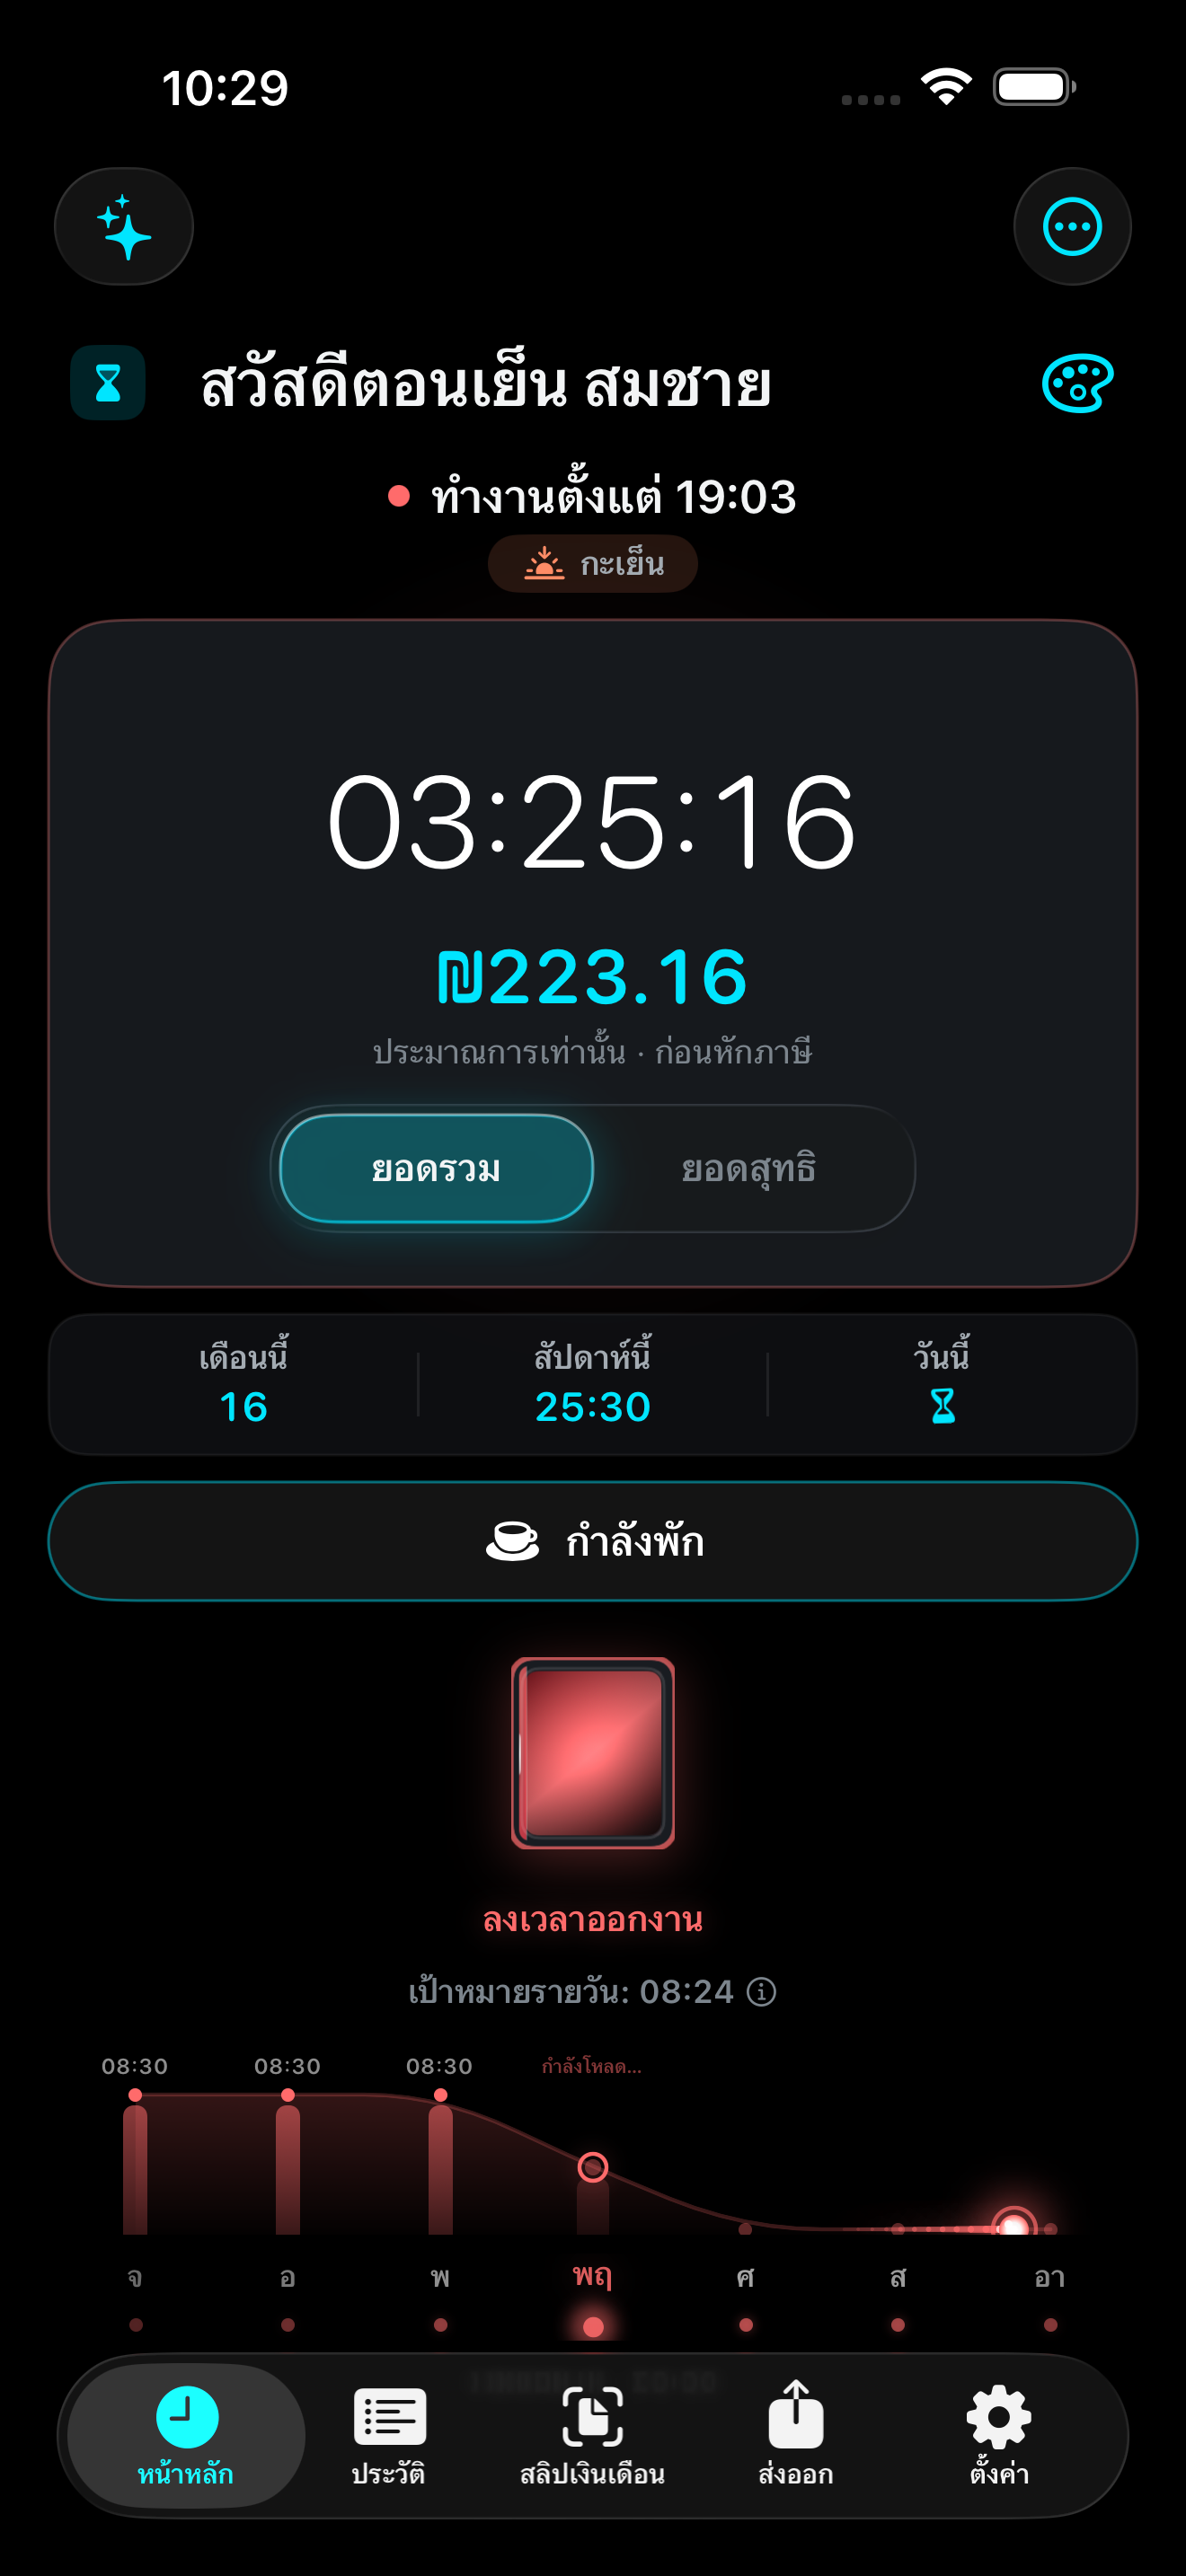 10:29
สวัสดีตอนเย็น สมชาย
ทำงานตั้งแต่ 19:03
กะเย็น
03:25:16
₪223.16
ประมาณการเท่านั้น · ก่อนหักภาษี
ยอดรวม ยอดสุทธิ
เดือนนี้ สัปดาห์นี้ วันนี้
16 25:30
กำลังพัก
ลงเวลาออกงาน
เป้าหมายรายวัน: 08:24
08:30 08:30 08:30 กำลังโหลด...
จ อ พ พฤ ศ ส อา
หน้าหลัก ประวัติ สลิปเงินเดือน ส่งออก ตั้งค่า